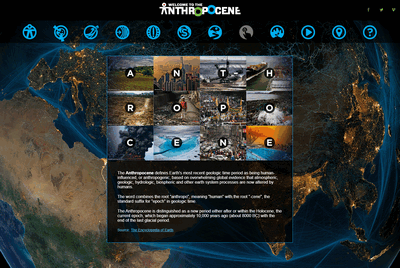 WELCOME TO THE
ANTHROPOCENE
A N T H
R O P O
C E N E
The Anthropocene defines Earth's most recent geologic time period as being human-
influenced, or anthropogenic, based on overwhelming global evidence that atmospheric,
geologic, hydrologic, biospheric and other earth system processes are now altered by
humans.
The word combines the root "anthropo", meaning "human" with the root "-cene", the
standard suffix for "epoch" in geologic time.
The Anthropocene is distinguished as a new period either after or within the Holocene, the
current epoch, which began approximately 10,000 years ago (about 8000 BC) with the
end of the last glacial period.
Source: The Encyclopedia of Earth